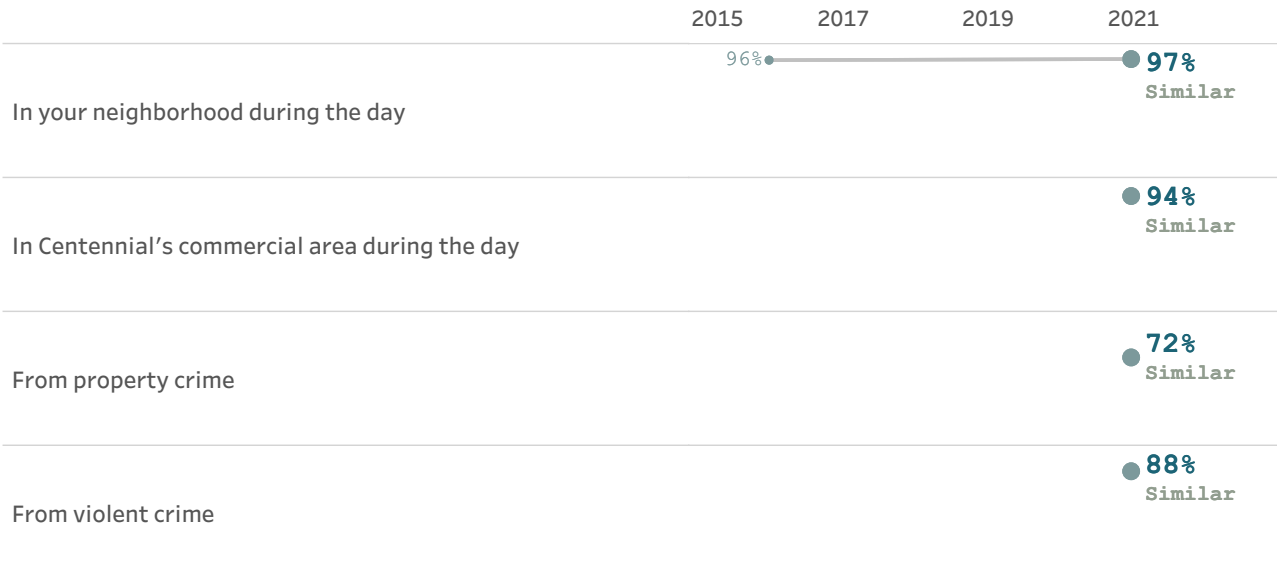 2015 2017 2019 2021
96% 97%
Similar
In your neighborhood during the day
94%
Similar
In Centennial's commercial area during the day
72%
Similar
From property crime
88%
Similar
From violent crime